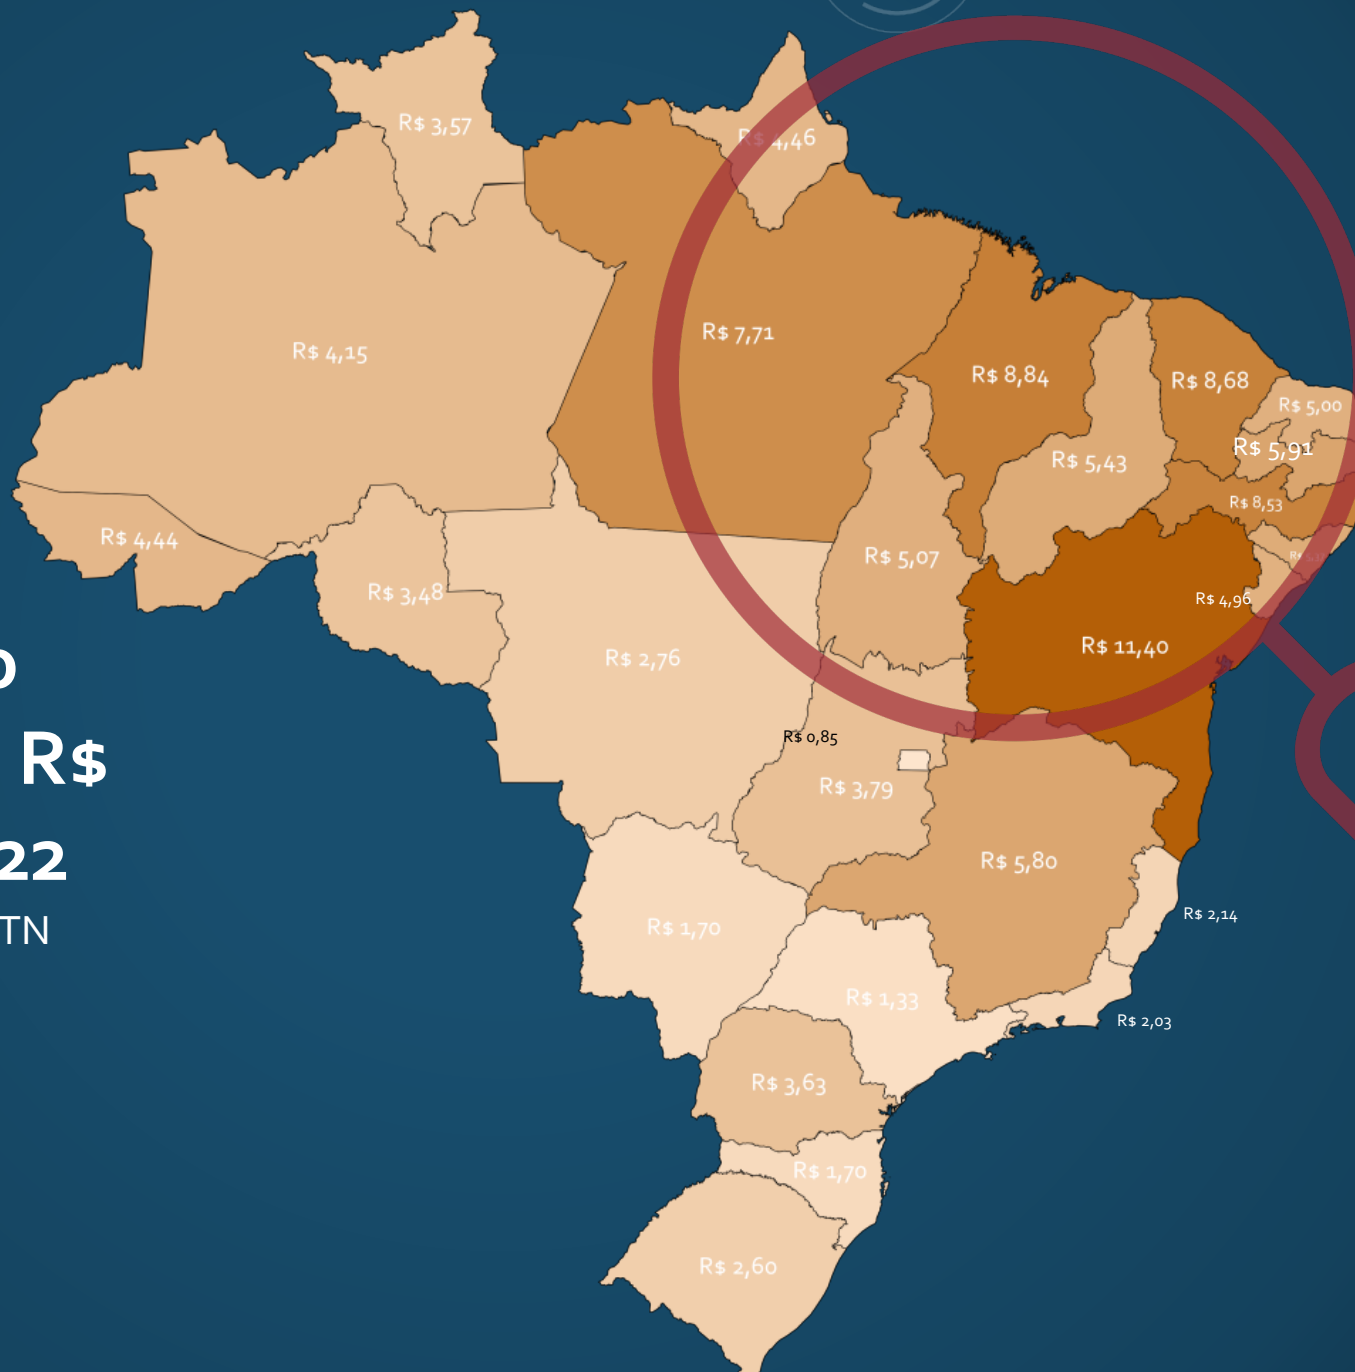 R$ 3,57
R$ 4,46
R$ 7,71
R$ 4,15
R$ 8,84
R$ 8,68
R$ 5,00
R$ 5,91
R$ 5,43
R$ 8,53
R$ 4,44
R$ 5,07
R$ 3,48
R$ 4,96
R$ 11,40
R$ 2,76
R$ 0,85
R$ 3,79
R$
22
TN
R$ 5,80
R$ 2,14
R$ 1,70
R$ 1,33
R$ 2,03
R$ 3,63
R$ 1,70
R$ 2,60